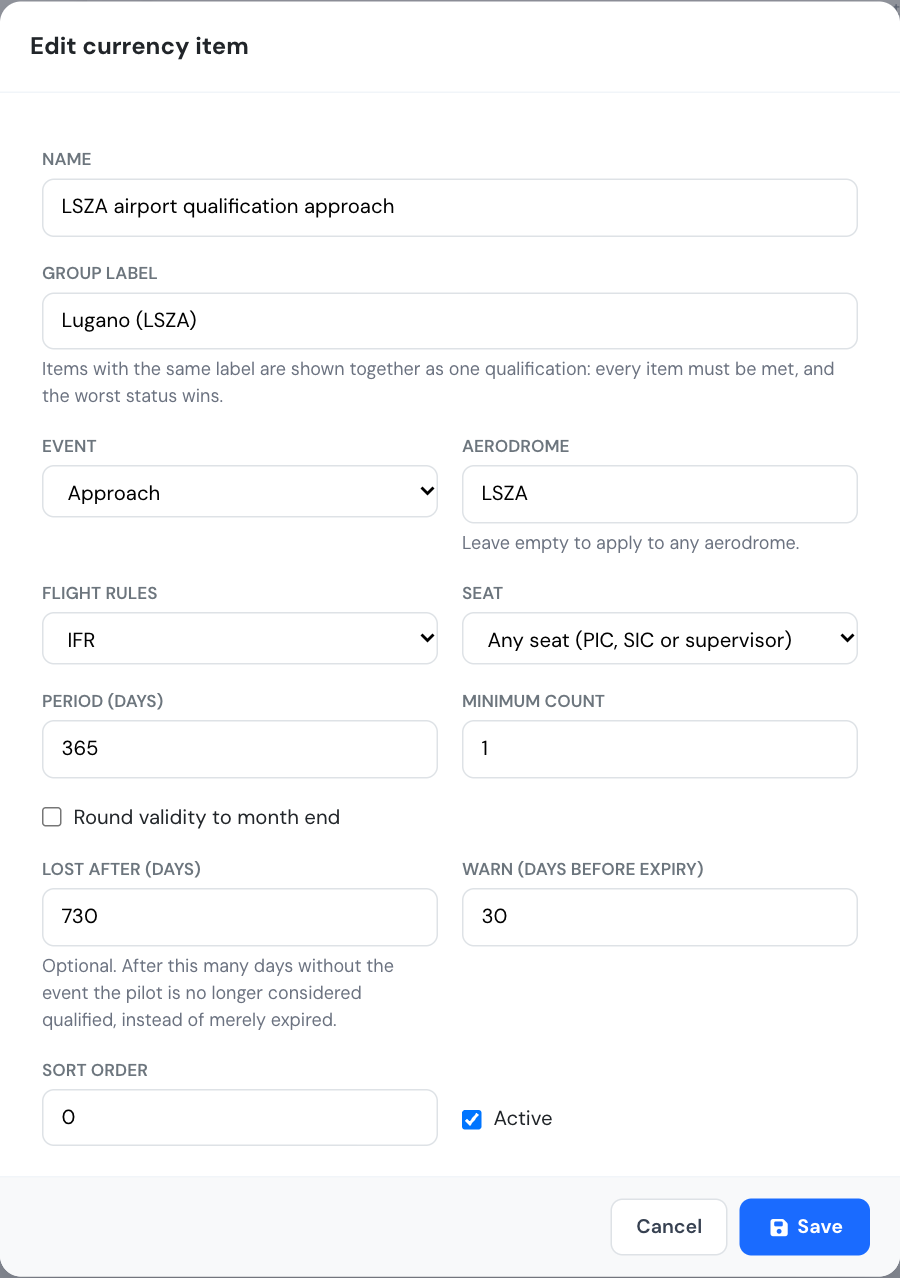 Edit currency item
NAME
LSZA airport qualification approach
GROUP LABEL
Lugano (LSZA)
Items with the same label are shown together as one qualification: every item must be met, and
the worst status wins.
EVENT
AERODROME
Approach
LSZA
Leave empty to apply to any aerodrome.
FLIGHT RULES
SEAT
IFR
Any seat (PIC, SIC or supervisor)
PERIOD (DAYS)
MINIMUM COUNT
365
1
Round validity to month end
LOST AFTER (DAYS)
WARN (DAYS BEFORE EXPIRY)
730
30
Optional. After this many days without the
event the pilot is no longer considered
qualified, instead of merely expired.
SORT ORDER
0
Active
Cancel
Save